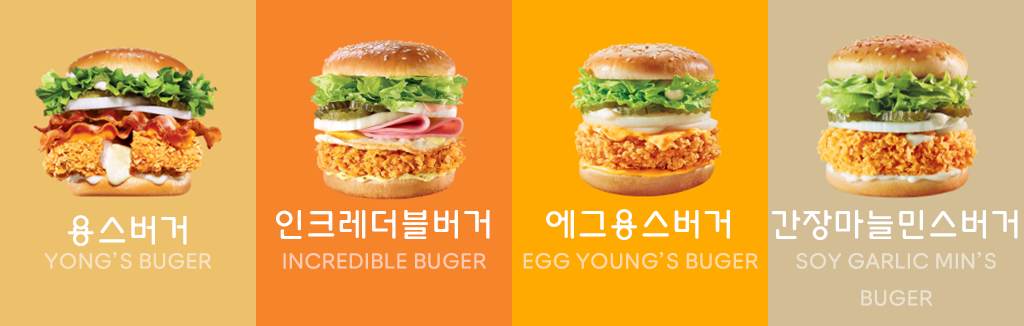 용스버거
YONG'S BUGER
인크레더블버거
INCREDIBLE BUGER
에그용스버거
EGG YOUNG'S BUGER
간장마늘민스버거
SOY GARLIC MIN'S
BUGER